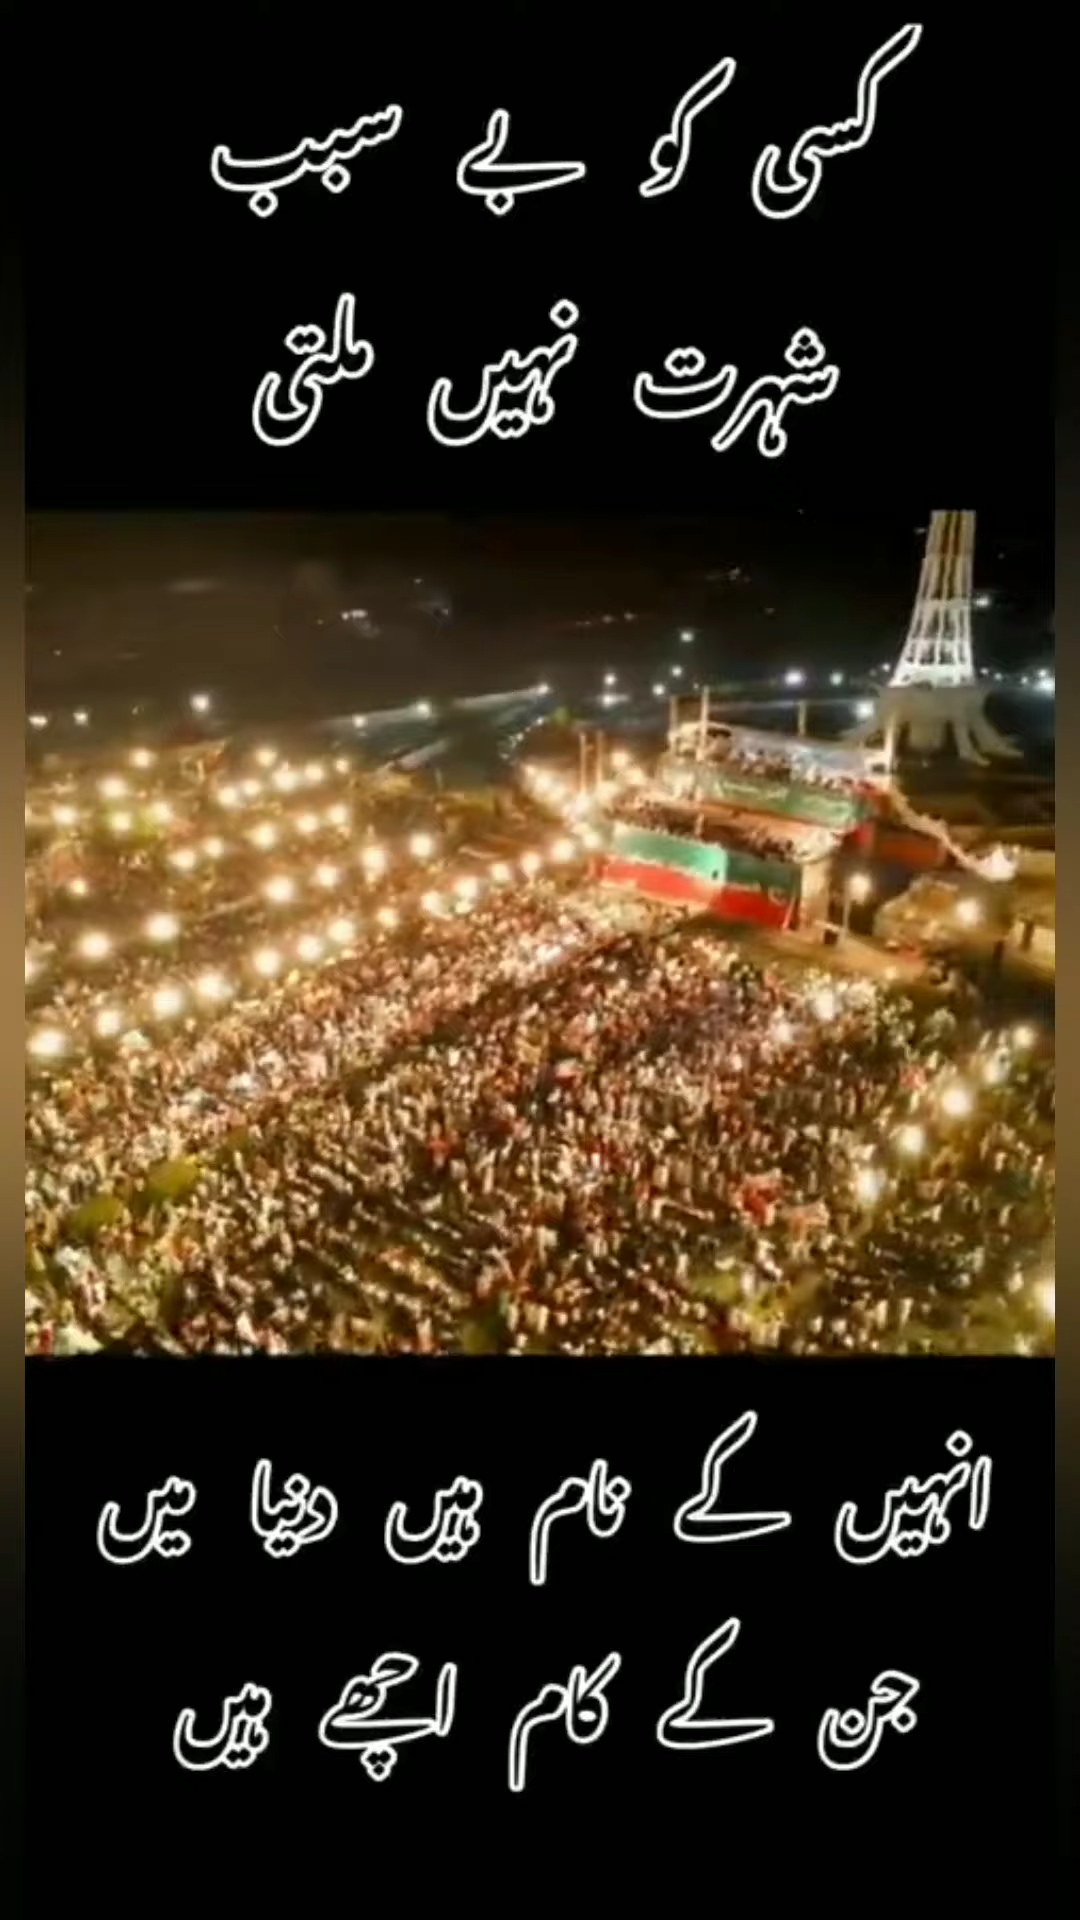 کسی کو بے سبب
شہرت نہیں ملتی
انہیں کے نام ہیں دنیا میں
جن کے کام اچھے ہیں